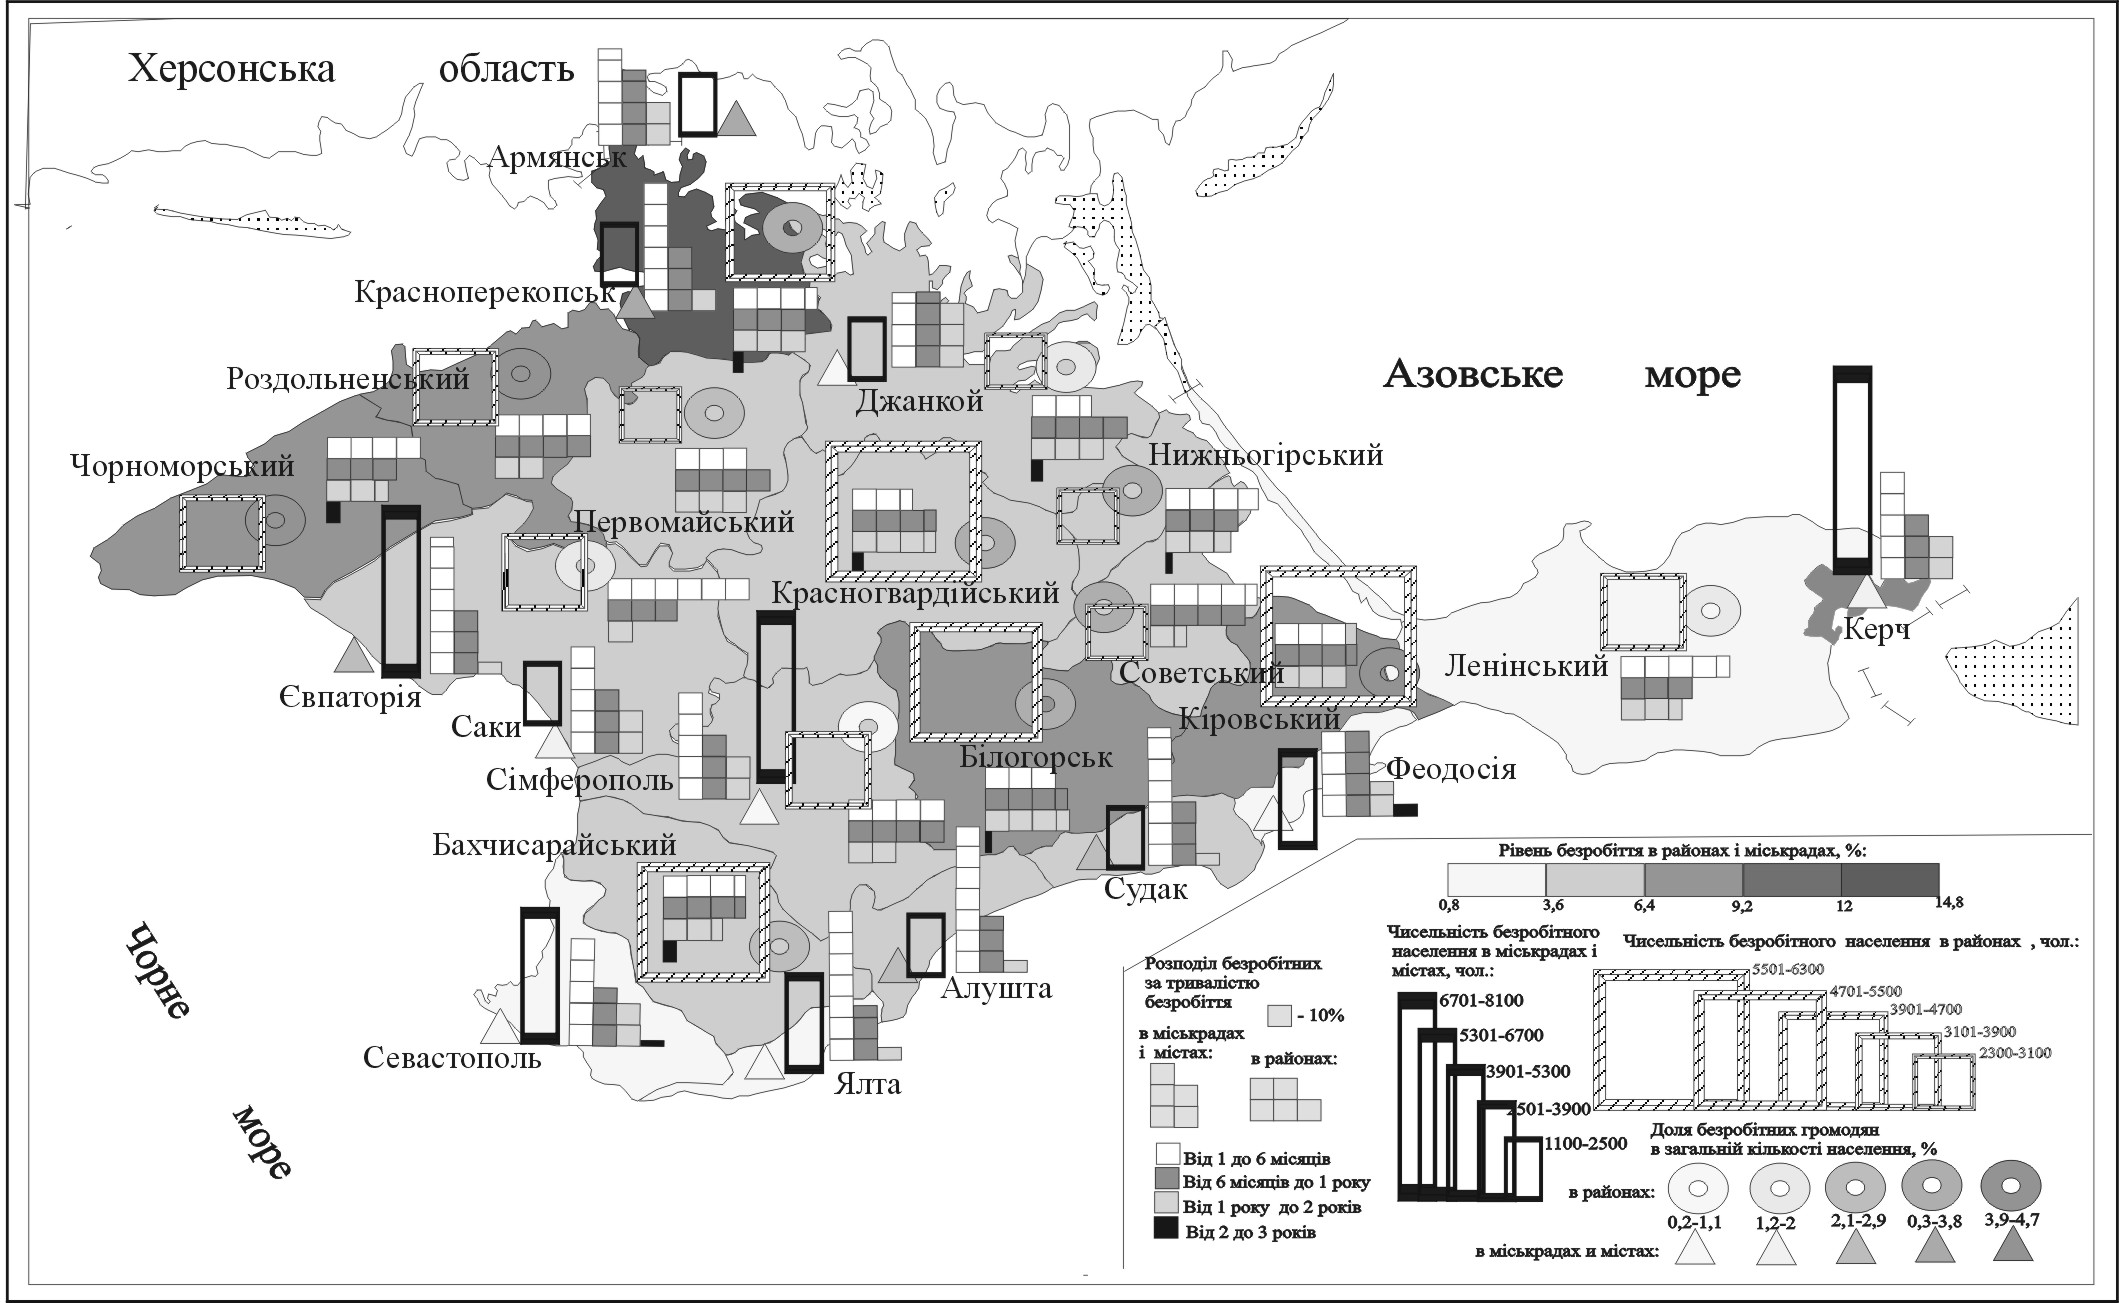 Херсонська область
Армянськ
Красноперекопськ
Роздольненський
Джанкой
Азовське море
Чорноморський
Нижньогірський
Первомайський
Красногвардійський
Керч
Советський
Ленінський
Євпаторія
Саки
Кіровський
Білогорськ
Феодосія
Сімферополь
Бахчисарайський
Судак
Алушта
Севастополь
Ялта
Чорне
море
Рівень безробіття в районах і міськрадах, %:
0,8 3,6 6,4 9,2 12 14,8
Чисельність безробітного
населення в міськрадах і
містах, чол.:
6701-8100
5301-6700
3901-5300
2501-3900
1100-2500
Чисельність безробітного населення в районах , чол.:
5501-6300
4701-5500
3901-4700
3101-3900
2300-3100
Розподіл безробітних
за тривалістю
безробіття
- 10%
в міськрадах
і містах:
в районах:
Від 1 до 6 місяців
Від 6 місяців до 1 року
Від 1 року до 2 років
Від 2 до 3 років
Доля безробітних громодян
в загальній кількості населення, %
в районах:
0,2-1,1 1,2-2 2,1-2,9 0,3-3,8 3,9-4,7
в міськрадах и містах: